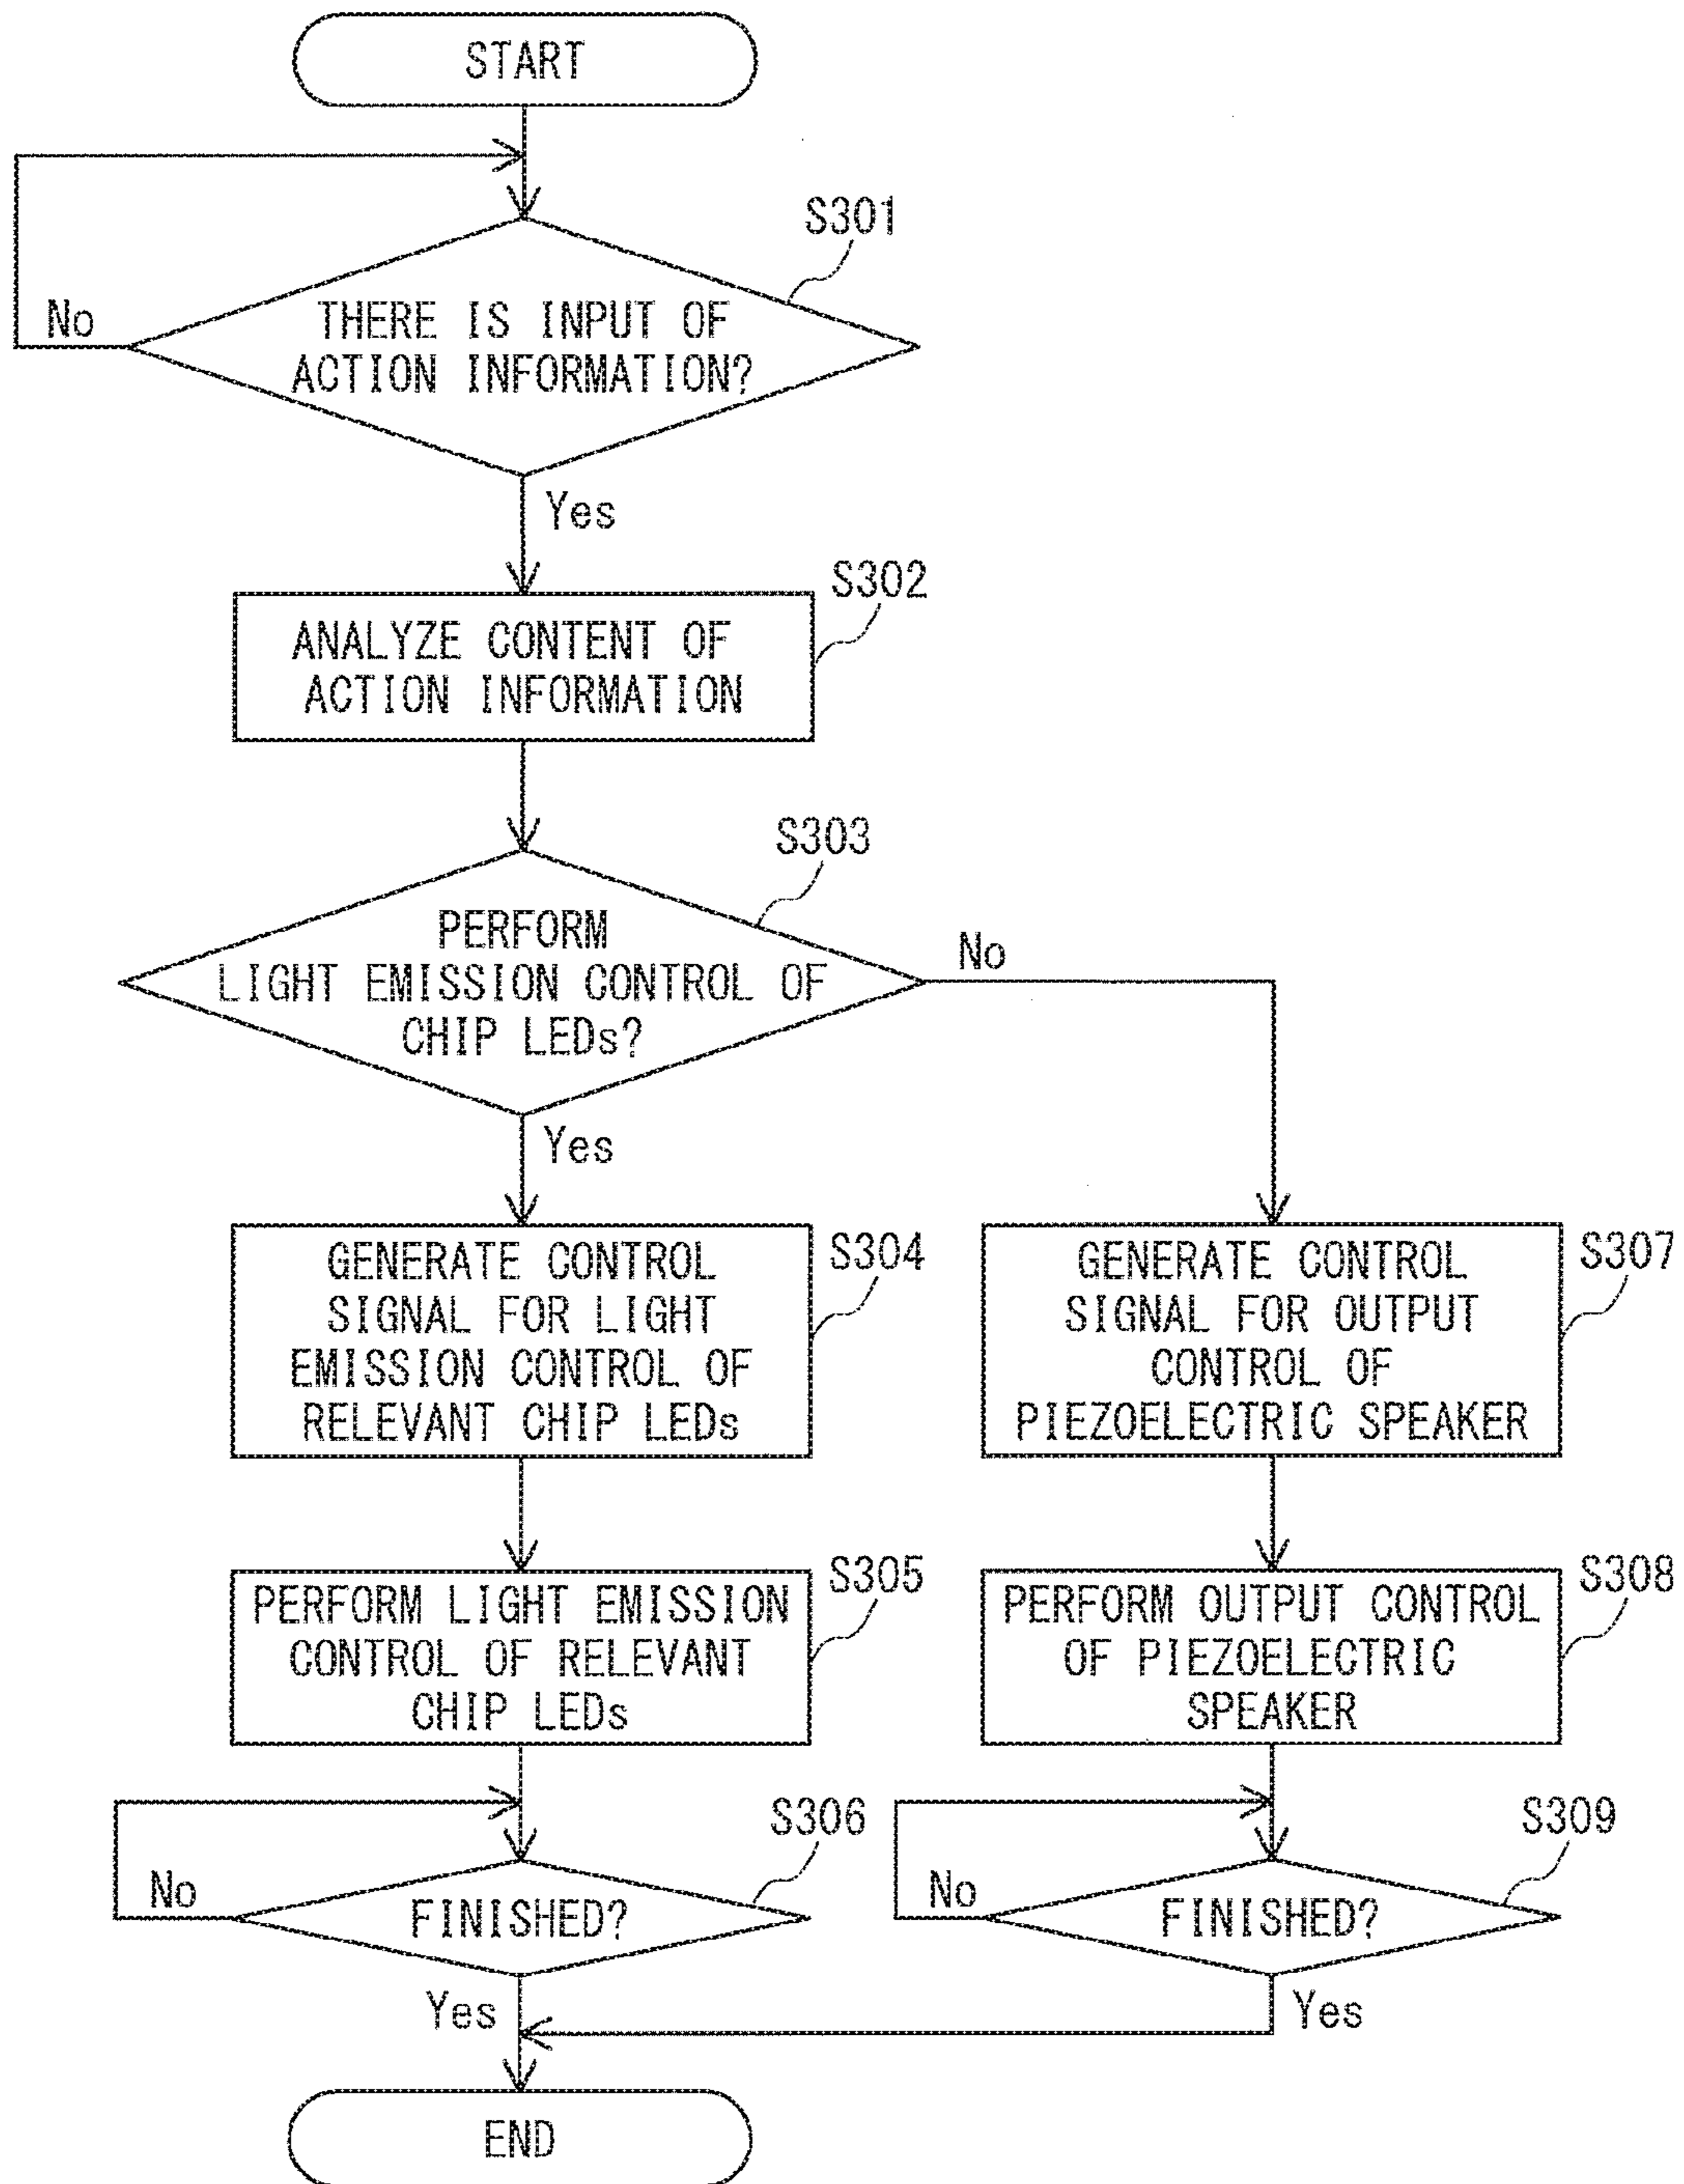 START
S301
No
THERE IS INPUT OF
ACTION INFORMATION?
Yes
S302
ANALYZE CONTENT OF
ACTION INFORMATION
S303
PERFORM
LIGHT EMISSION CONTROL OF
CHIP LEDs?
No
Yes
S304
GENERATE CONTROL
SIGNAL FOR LIGHT
EMISSION CONTROL OF
RELEVANT CHIP LEDs
S307
GENERATE CONTROL
SIGNAL FOR OUTPUT
CONTROL OF
PIEZOELECTRIC SPEAKER
S305
PERFORM LIGHT EMISSION
CONTROL OF RELEVANT
CHIP LEDs
S308
PERFORM OUTPUT CONTROL
OF PIEZOELECTRIC
SPEAKER
S306
No
FINISHED?
Yes
S309
No
FINISHED?
Yes
END